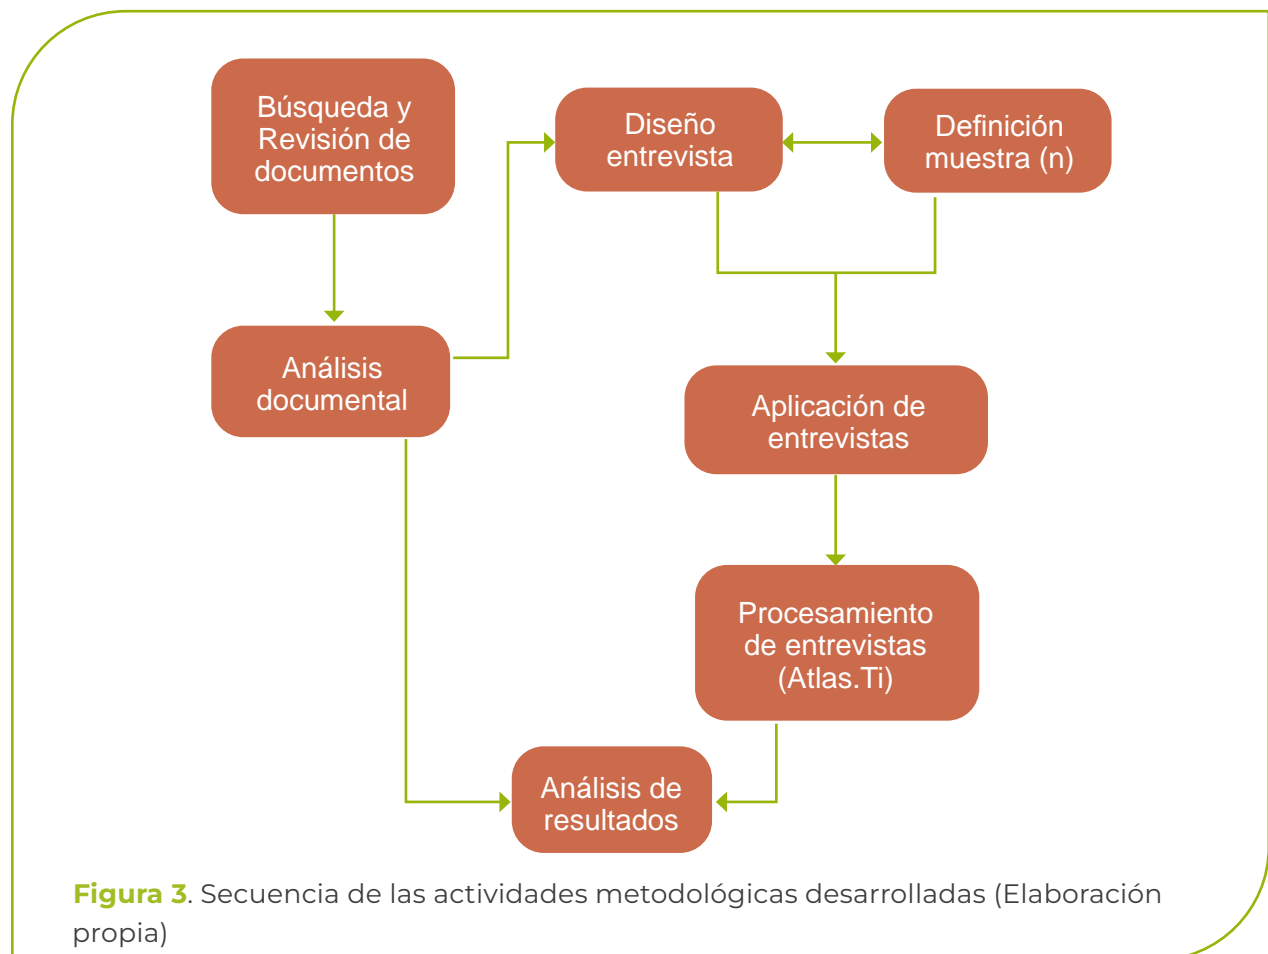 Búsqueda y
Revisión de
documentos
Diseño
entrevista
Definición
muestra (n)
Análisis
documental
Aplicación de
entrevistas
Procesamiento
de entrevistas
(Atlas.Ti)
Análisis de
resultados
Figura 3. Secuencia de las actividades metodológicas desarrolladas (Elaboración
propia)